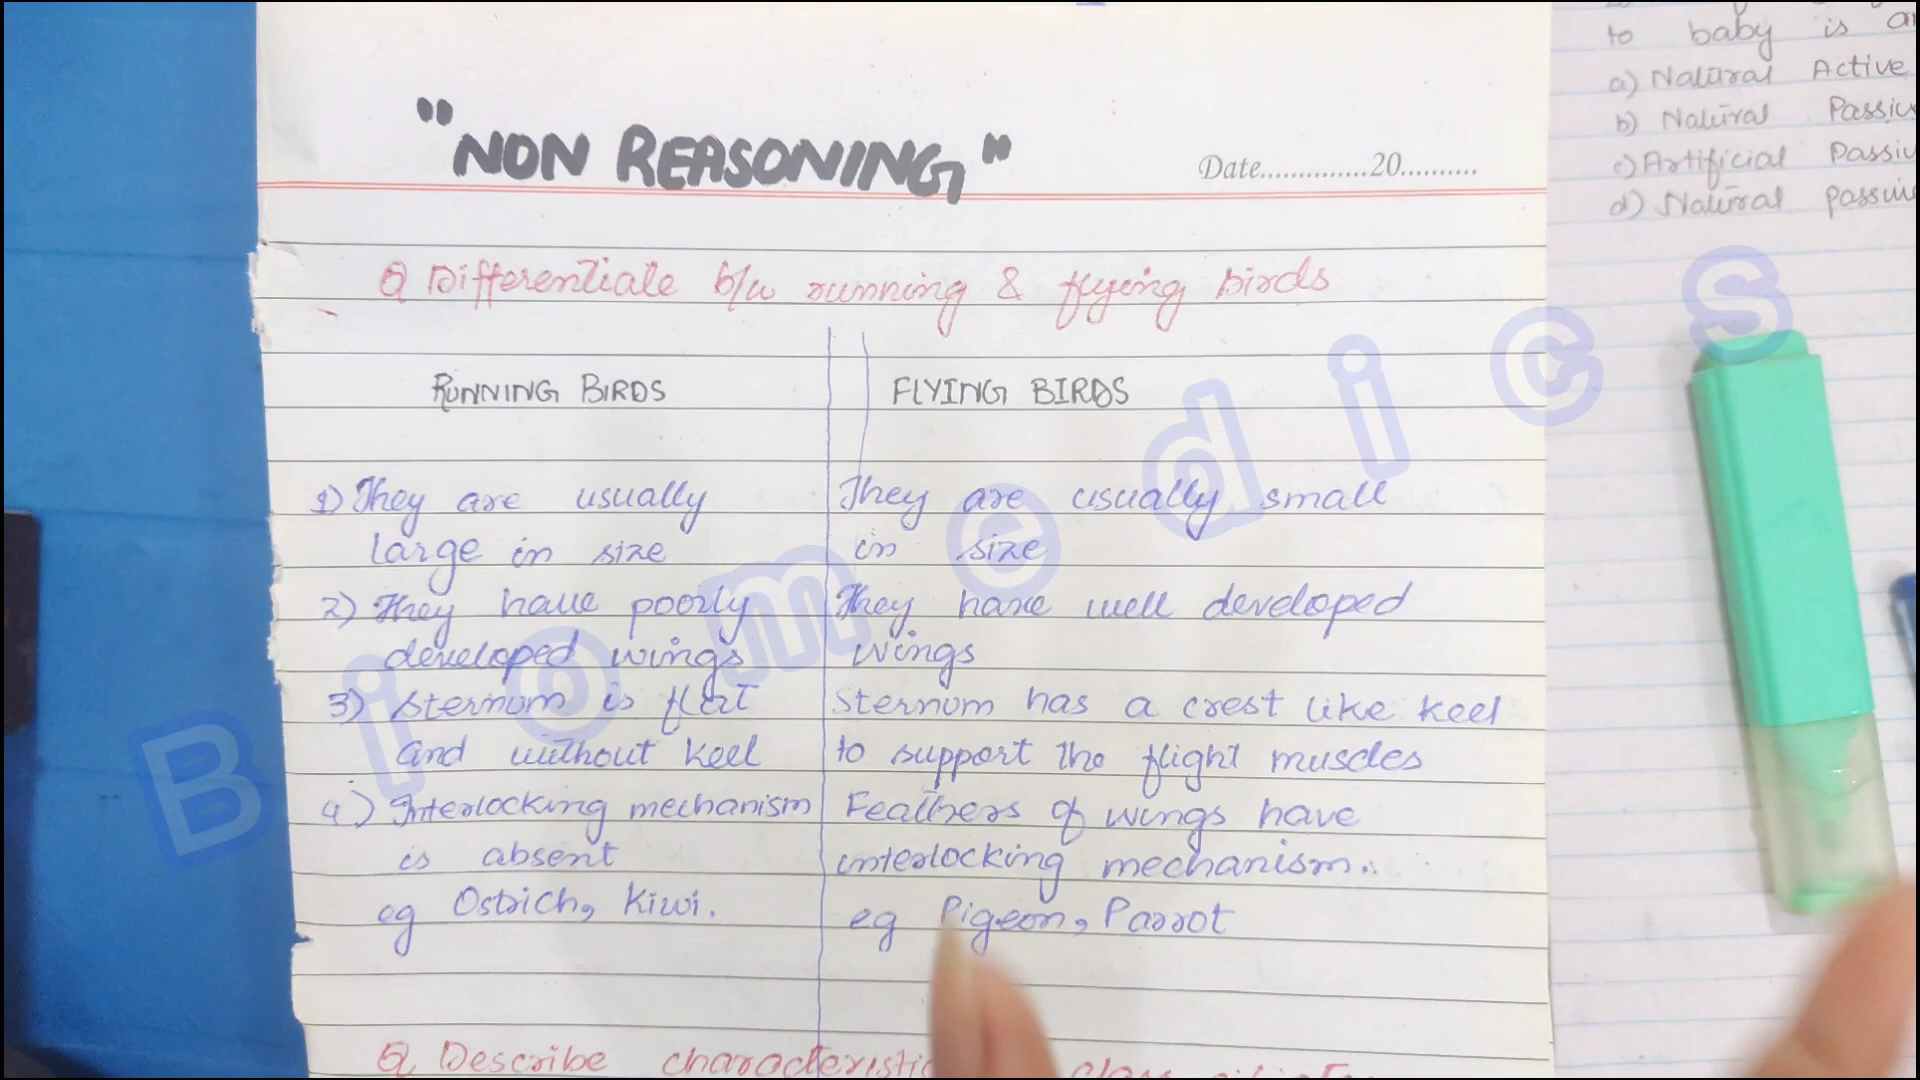 to baby is
a) Natural Active
b) Natural Passive
c) Artificial Passiv
d) Natural passive
"NON REASONING"
Date..............20..........
Q Differentiate b/w running & flying birds
RUNNING BIRDS FLYING BIRDS
1) They are usually They are usually small
large in size in size
2) They have poorly They have well developed
developed wings wings
3) Sternum is flat Sternum has a crest like keel
and without keel to support the flight muscles
4) Interlocking mechanism Feathers of wings have
is absent interlocking mechanism.
eg Ostrich, Kiwi. eg Pigeon, Parrot
Q Describe characteristic class
Biomedics